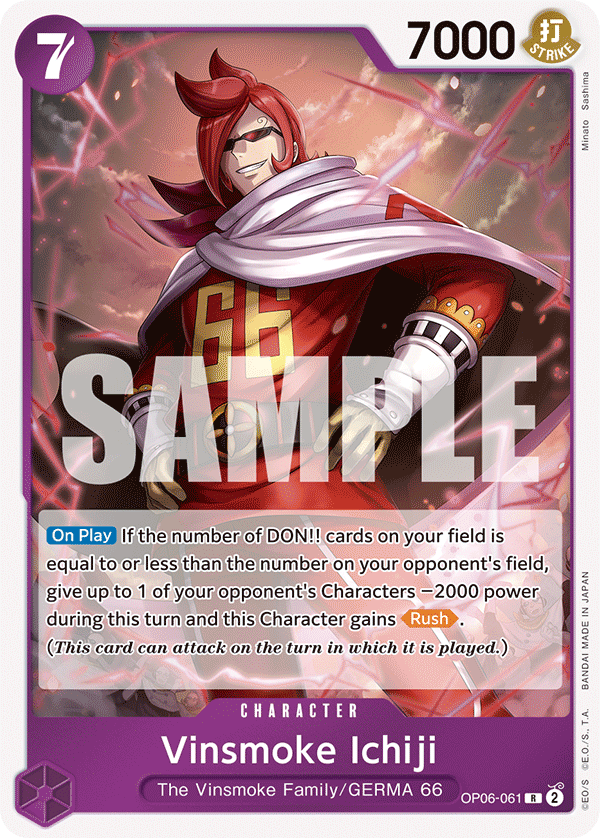 7
7000
打
STRIKE
Minato Sashima
66
SAMPLE
On Play If the number of DON!! cards on your field is
equal to or less than the number on your opponent's field,
give up to 1 of your opponent's Characters −2000 power
during this turn and this Character gains Rush .
(This card can attack on the turn in which it is played.)
CHARACTER
Vinsmoke Ichiji
The Vinsmoke Family/GERMA 66
OP06-061 R 2
©EO/S ©E.O./S., T.A. BANDAI MADE IN JAPAN